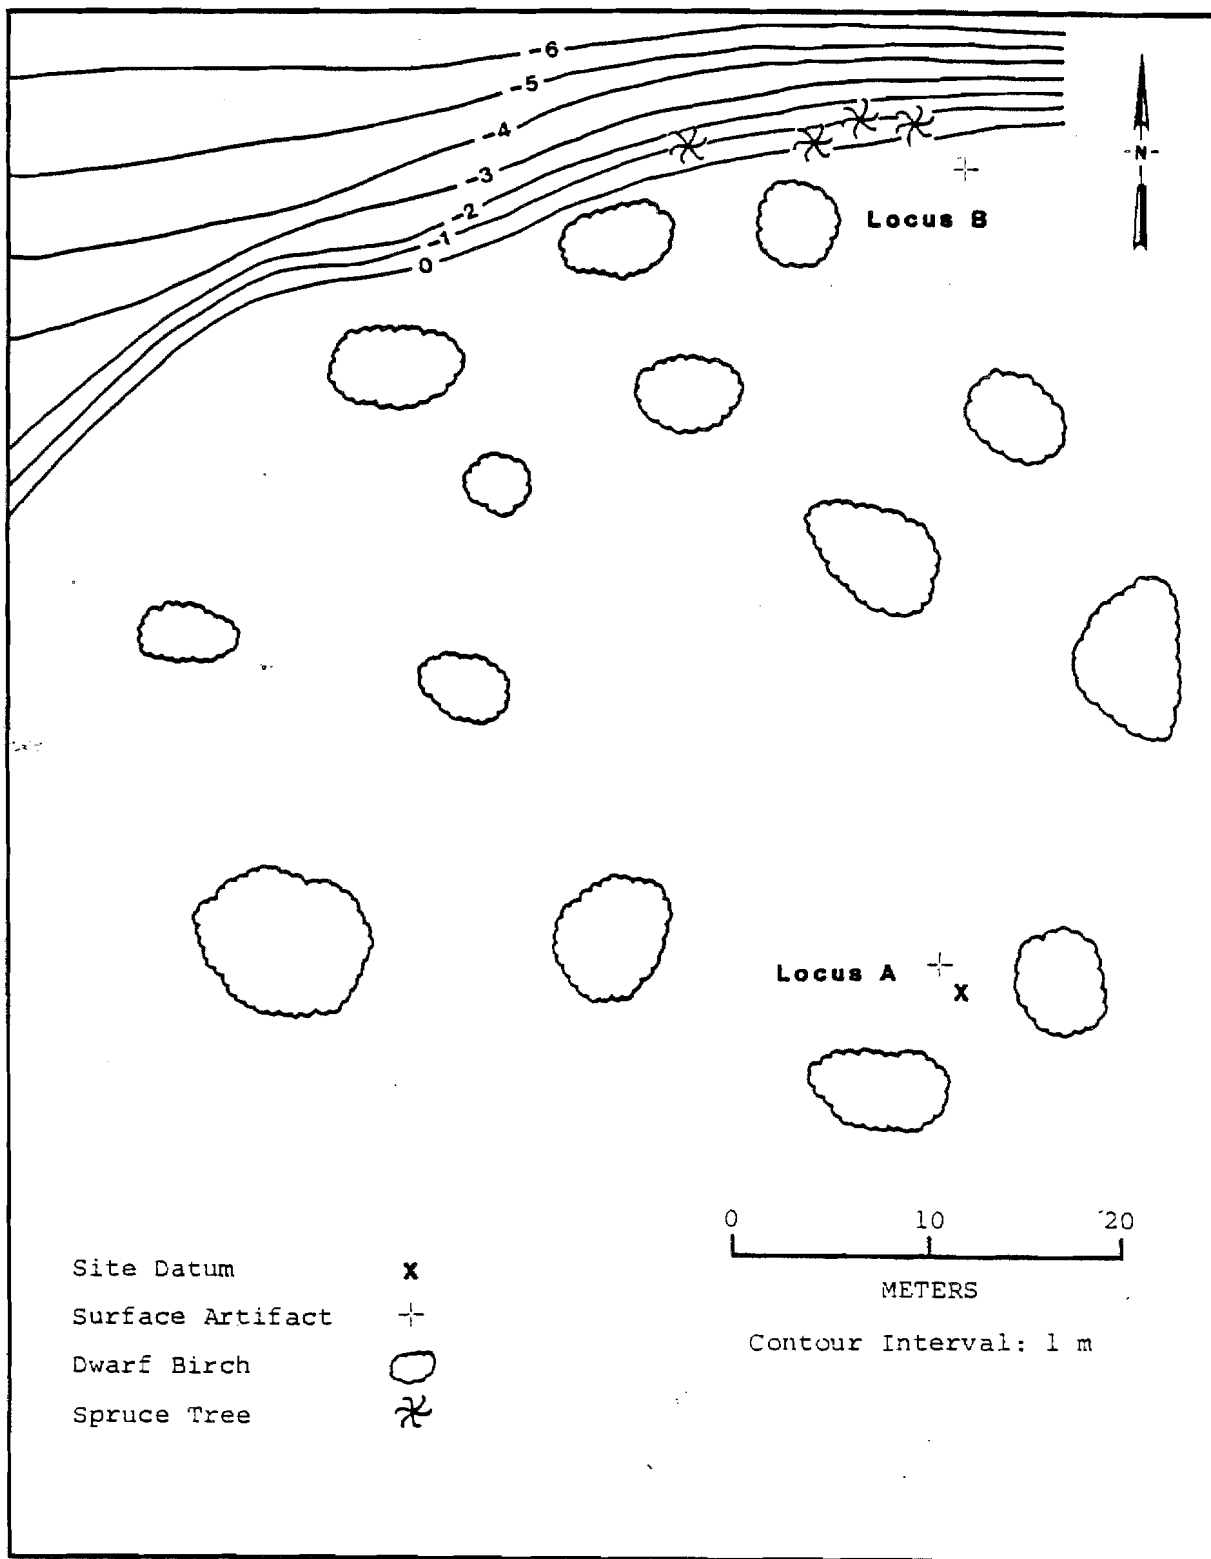 -6
-5
-4
-3
-2
-1
0
N
Locus B
Locus A
X
0 10 20
METERS
Contour Interval: 1 m
Site Datum X
Surface Artifact
Dwarf Birch
Spruce Tree